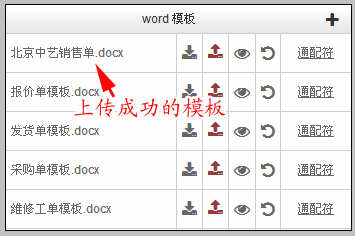 word 模板
北京中艺销售单.docx 通配符
报价单模板.docx 通配符
上传成功的模板
发货单模板.docx 通配符
采购单模板.docx 通配符
维修工单模板.docx 通配符